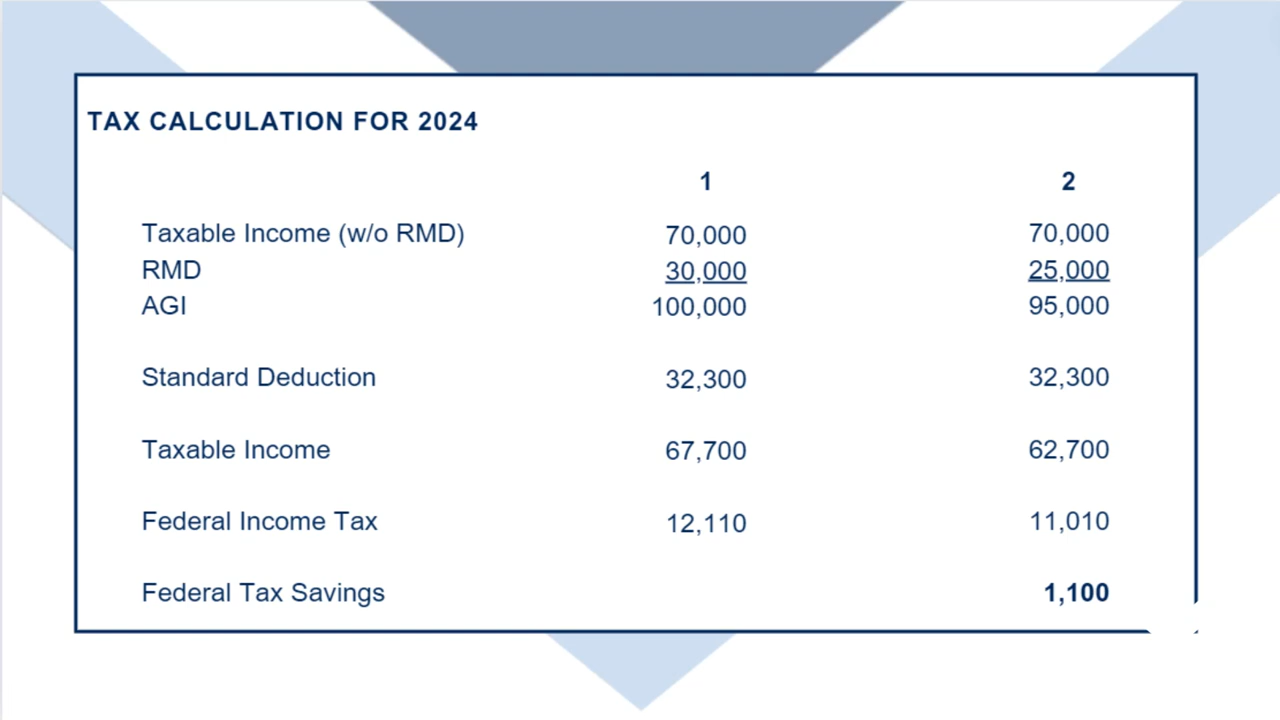 TAX CALCULATION FOR 2024
1 2
Taxable Income (w/o RMD) 70,000 70,000
RMD 30,000 25,000
AGI 100,000 95,000
Standard Deduction 32,300 32,300
Taxable Income 67,700 62,700
Federal Income Tax 12,110 11,010
Federal Tax Savings 1,100